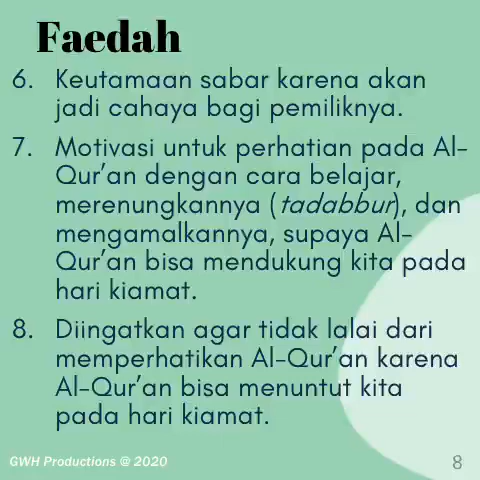 Faedah
6. Keutamaan sabar karena akan
jadi cahaya bagi pemiliknya.
7. Motivasi untuk perhatian pada Al-
Qur’an dengan cara belajar,
merenungkannya (tadabbur), dan
mengamalkannya, supaya Al-
Qur’an bisa mendukung kita pada
hari kiamat.
8. Diingatkan agar tidak lalai dari
memperhatikan Al-Qur’an karena
Al-Qur’an bisa menuntut kita
pada hari kiamat.
GWH Productions @ 2020
8